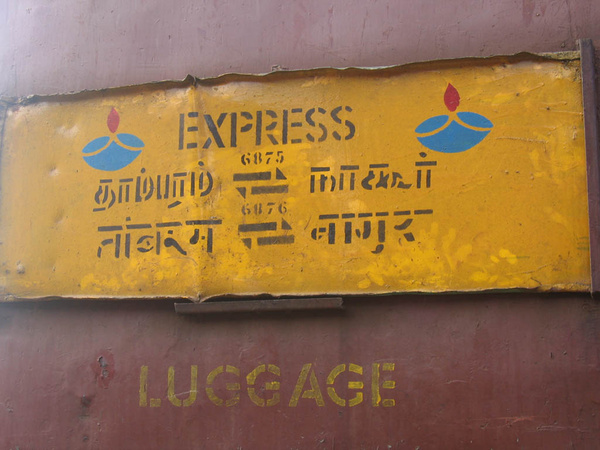 EXPRESS
6875
தாம்பரம் நாகூர்
6876
तांबरम नागुर
LUGGAGE